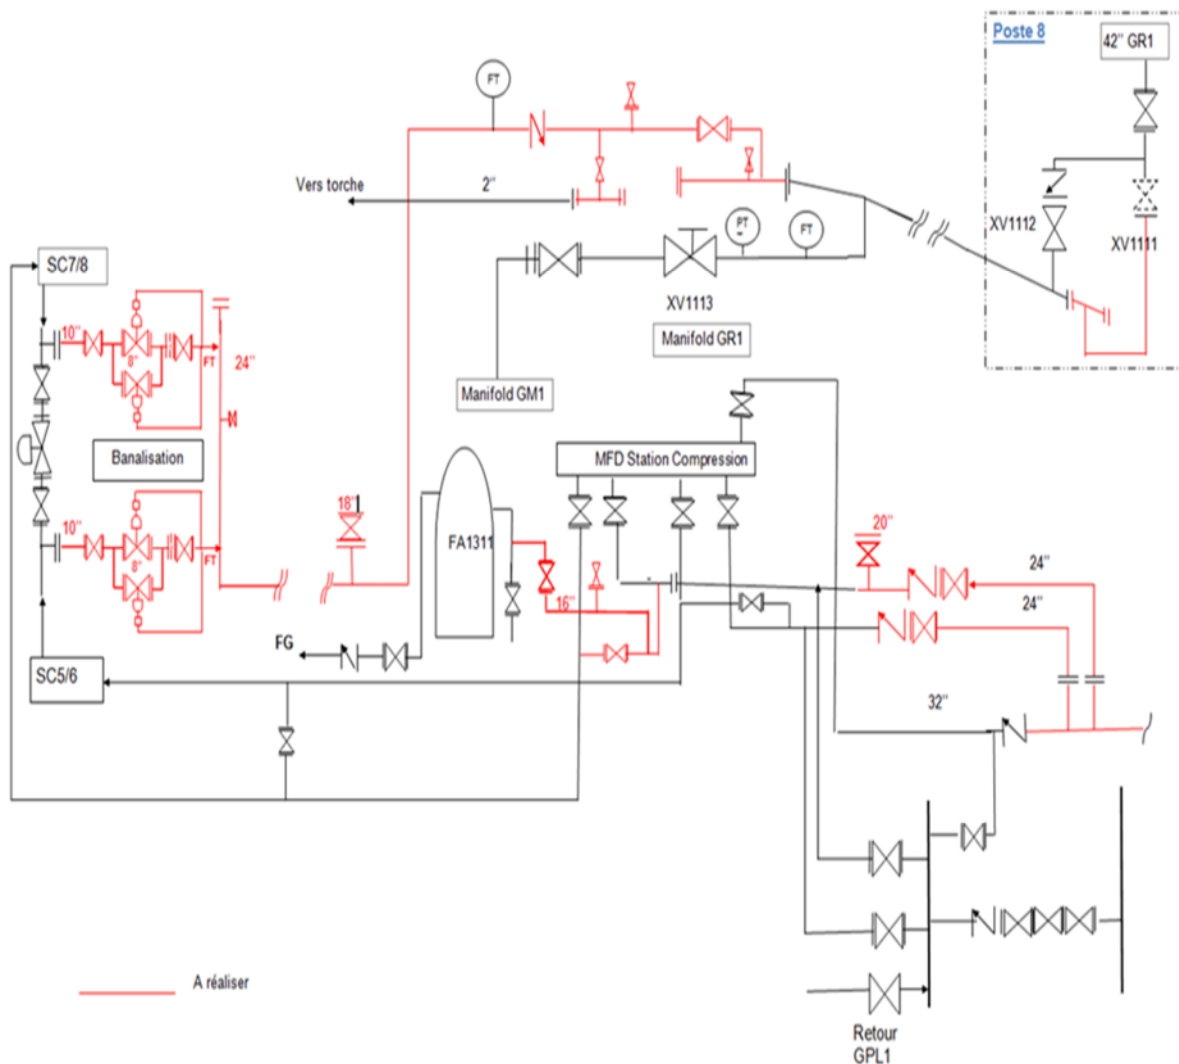 Poste 8
42" GR1
FT
Vers torche
2"
PT
FT
XV1112
XV1111
SC7/8
XV1113
10"
8"
FT
24"
Manifold GR1
Manifold GM1
Banalisation
MFD Station Compression
18"
20"
10"
8"
FT
FA1311
24"
16"
24"
FG
SC5/6
32"
A réaliser
Retour
GPL1